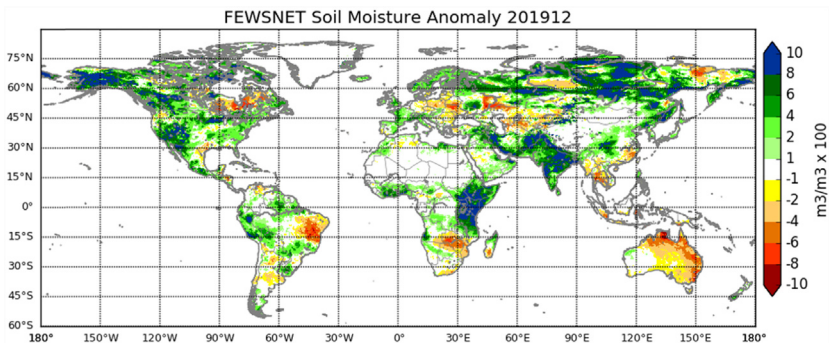 FEWSNET Soil Moisture Anomaly 201912
75°N
60°N
45°N
30°N
15°N
0°
15°S
30°S
45°S
60°S
180° 150°W 120°W 90°W 60°W 30°W 0° 30°E 60°E 90°E 120°E 150°E 180°
10
8
6
4
2
1
-1
-2
-4
-6
-8
-10
m3/m3 x 100